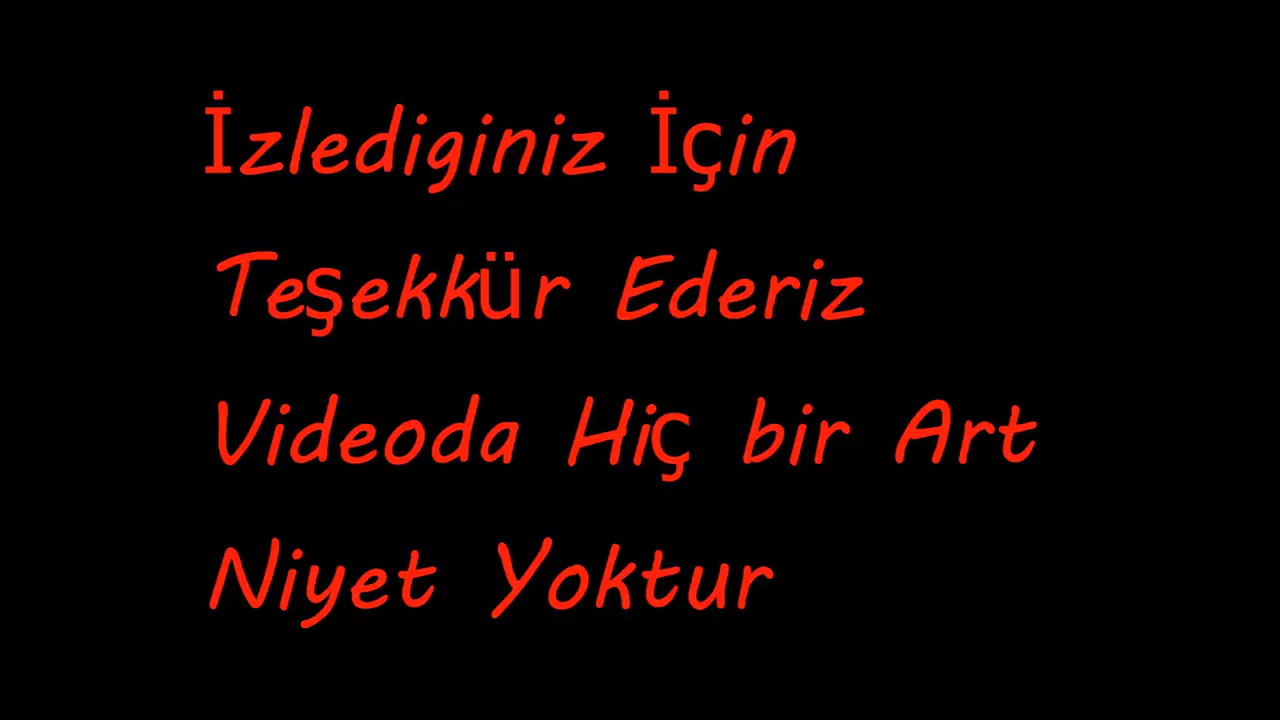 İzlediginiz İçin
Teşekkür Ederiz
Videoda Hiç bir Art
Niyet Yoktur